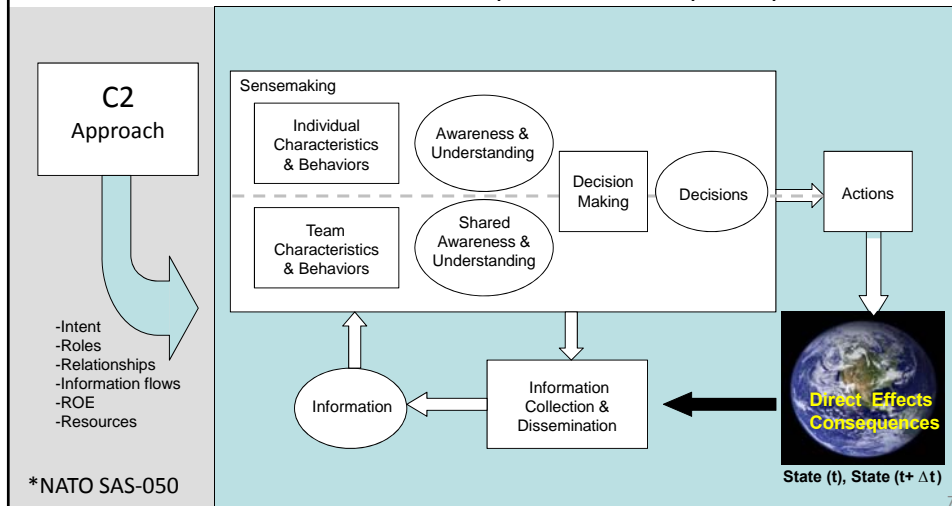 C2
Approach
-Intent
-Roles
-Relationships
-Information flows
-ROE
-Resources
*NATO SAS-050
Sensemaking
Individual
Characteristics
& Behaviors
Awareness &
Understanding
Team
Characteristics
& Behaviors
Shared
Awareness &
Understanding
Decision
Making
Decisions
Actions
Information
Information
Collection &
Dissemination
Direct Effects
Consequences
State (t), State (t+ Δt)
7